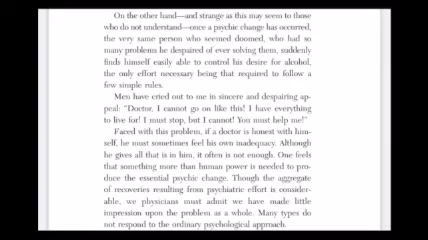 On the other hand—and strange as this may seem to those
who do not understand—once a psychic change has occurred,
the very same person who seemed doomed, who had so
many problems he despaired of ever solving them, suddenly
finds himself easily able to control his desire for alcohol,
the only effort necessary being that required to follow a
few simple rules.
Men have cried out to me in sincere and despairing ap-
peal: “Doctor, I cannot go on like this! I have everything
to live for! I must stop, but I cannot! You must help me!”
Faced with this problem, if a doctor is honest with him-
self, he must sometimes feel his own inadequacy. Although
he gives all that is in him, it often is not enough. One feels
that something more than human power is needed to pro-
duce the essential psychic change. Though the aggregate
of recoveries resulting from psychiatric effort is consider-
able, we physicians must admit we have made little
impression upon the problem as a whole. Many types do
not respond to the ordinary psychological approach.